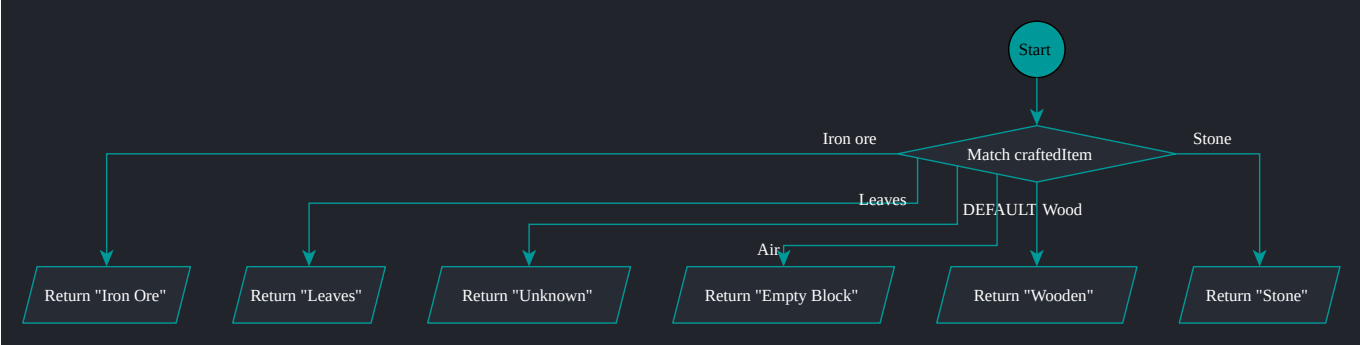 Start
Iron ore
Stone
Match craftedItem
Leaves
DEFAULT
Wood
Air
Return "Iron Ore"
Return "Leaves"
Return "Unknown"
Return "Empty Block"
Return "Wooden"
Return "Stone"